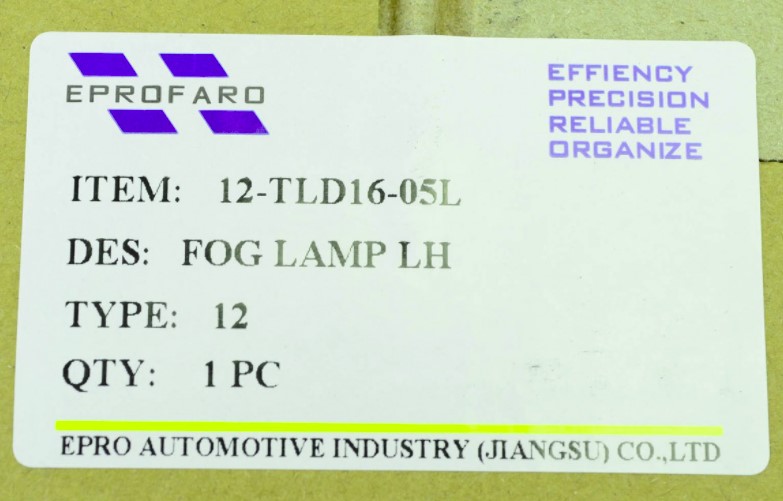 EPROFARO
EFFIENCY
PRECISION
RELIABLE
ORGANIZE
ITEM: 12-TLD16-05L
DES: FOG LAMP LH
TYPE: 12
QTY: 1 PC
EPRO AUTOMOTIVE INDUSTRY (JIANGSU) CO.,LTD